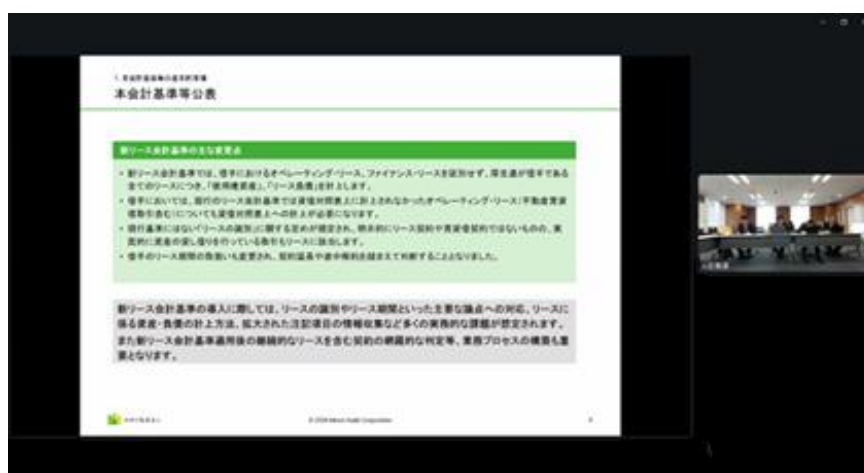 本会計基準等公表
新リース会計基準の主な変更点
・新リース会計基準では、借手におけるオペレーティング・リース、ファイナンス・リースを区別せず、原則借手である
全てのリースにつき、「使用権資産」、「リース負債」を計上します。
・借手においては、現行のリース会計基準では貸借対照表上に計上されなかったオペレーティング・リース(不動産賃貸
借取引含む)についても貸借対照表上への計上が必要になります。
・現行基準にはない「リースの識別」に関する定めが規定され、明示的にリース契約や賃貸借契約ではないものの、実
質的に資産の貸し借りを行っている取引もリースに該当します。
・借手のリース期間の取扱いも変更され、契約延長や途中解約を踏まえて判断することとなりました。
新リース会計基準の導入に際しては、リースの識別やリース期間といった主要な論点への対応、リースに
係る資産・負債の計上方法、拡大された注記項目の情報収集など多くの実務的な課題が想定されます。
また新リース会計基準適用後の継続的なリースを含む契約の網羅的な判定等、業務プロセスの構築も重
要となります。